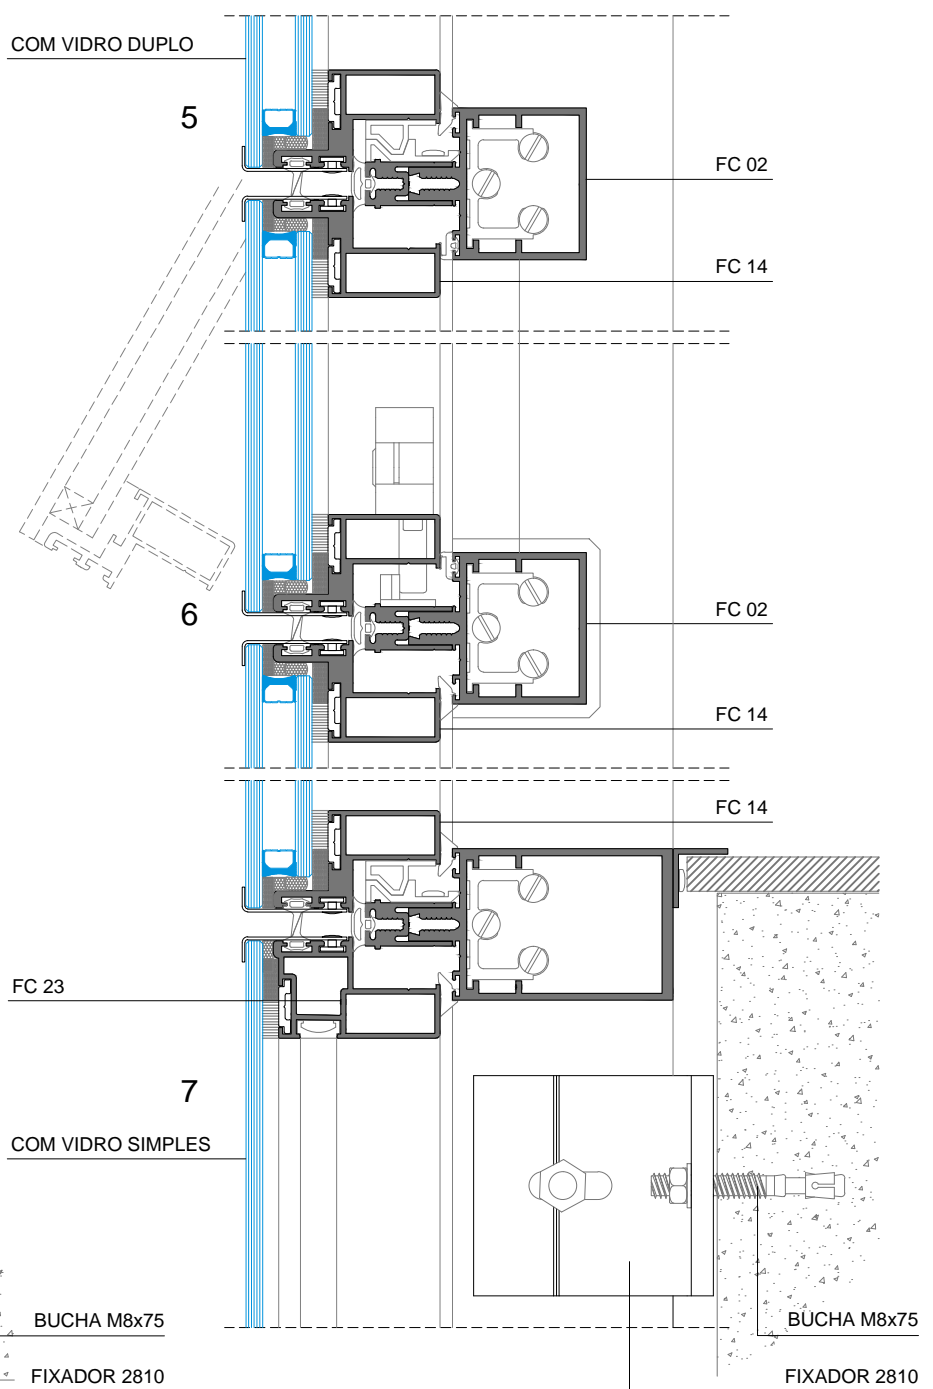 COM VIDRO DUPLO
5
FC 02
FC 14
6
FC 02
FC 14
FC 14
FC 23
7
COM VIDRO SIMPLES
BUCHA M8x75
BUCHA M8x75
FIXADOR 2810
FIXADOR 2810